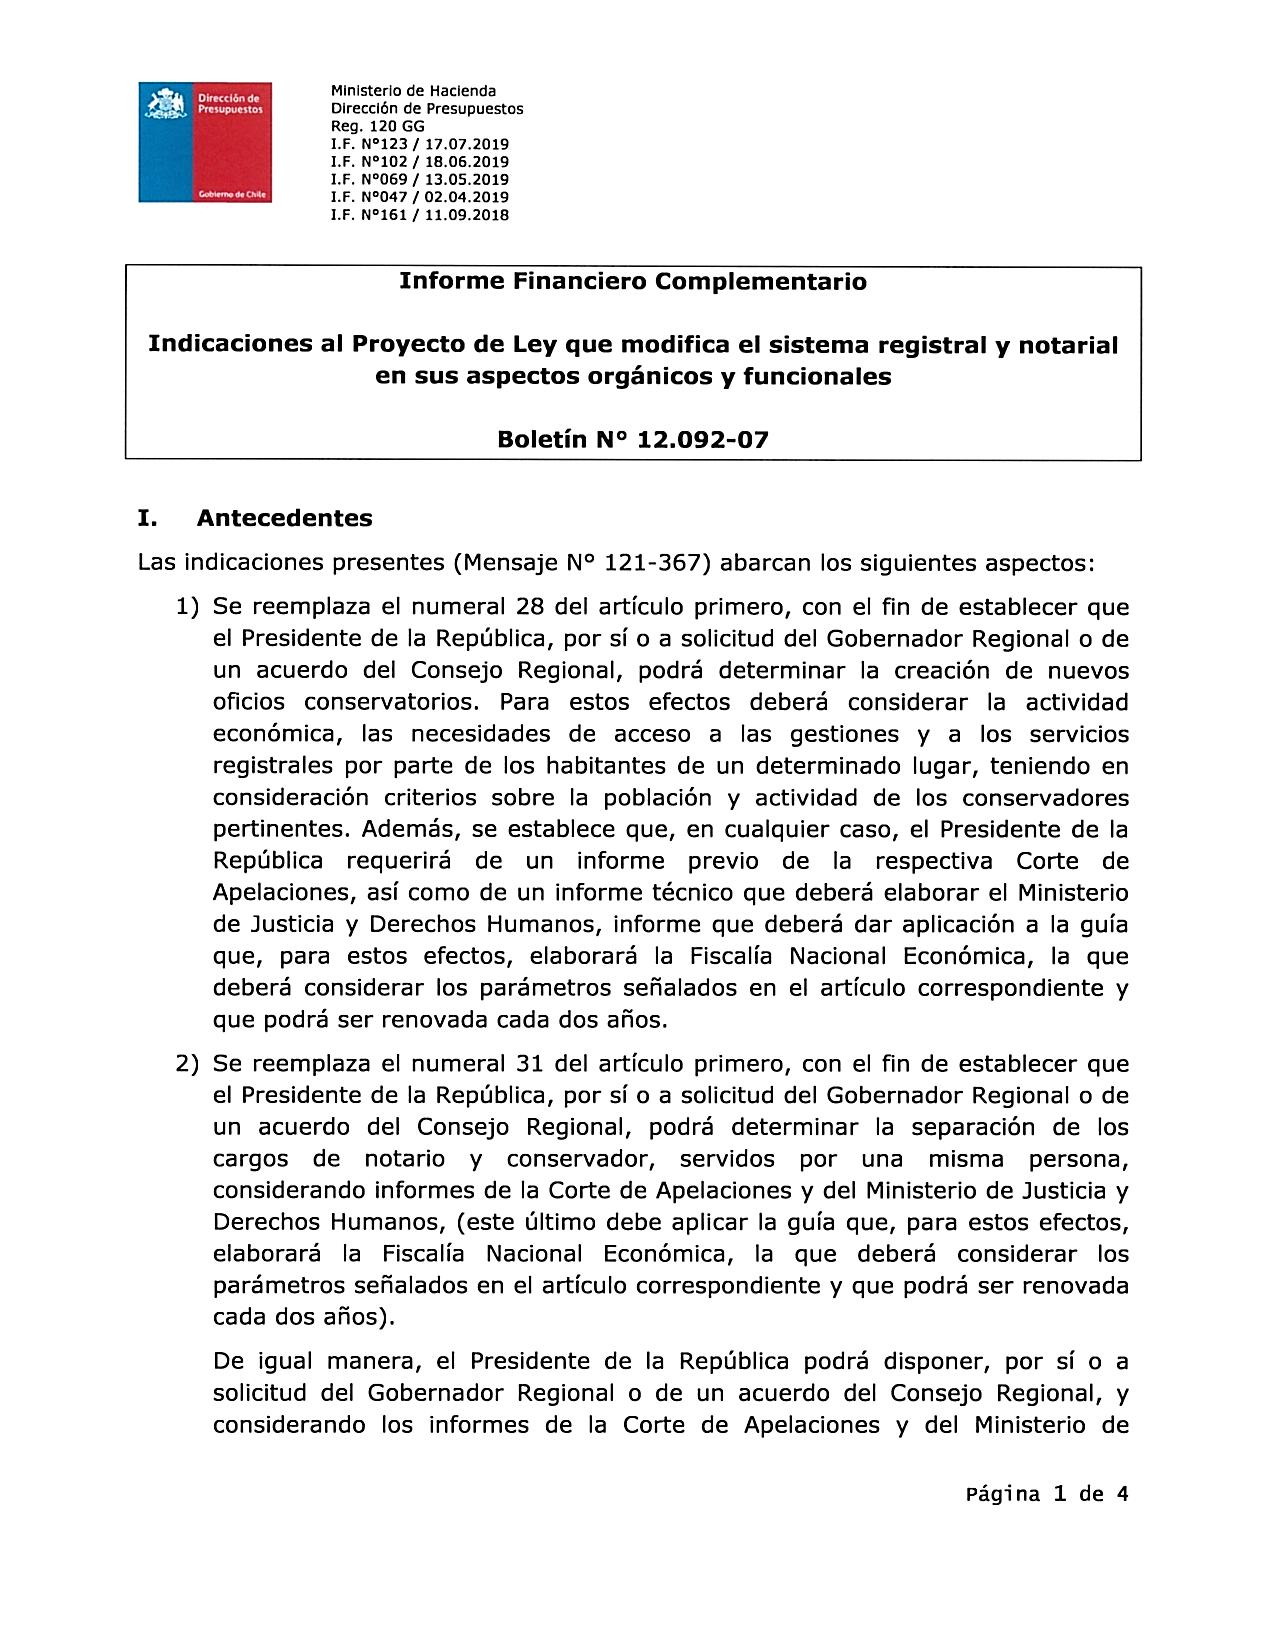 Dirección de
Presupuestos
Gobierno de Chile
Ministerio de Hacienda
Dirección de Presupuestos
Reg. 120 GG
I.F. N°123 / 17.07.2019
I.F. N°102 / 18.06.2019
I.F. N°069 / 13.05.2019
I.F. N°047 / 02.04.2019
I.F. N°161 / 11.09.2018
Informe Financiero Complementario
Indicaciones al Proyecto de Ley que modifica el sistema registral y notarial
en sus aspectos orgánicos y funcionales
Boletín N° 12.092-07
I. Antecedentes
Las indicaciones presentes (Mensaje N° 121-367) abarcan los siguientes aspectos:
1) Se reemplaza el numeral 28 del artículo primero, con el fin de establecer que
el Presidente de la República, por sí o a solicitud del Gobernador Regional o de
un acuerdo del Consejo Regional, podrá determinar la creación de nuevos
oficios conservatorios. Para estos efectos deberá considerar la actividad
económica, las necesidades de acceso a las gestiones y a los servicios
registrales por parte de los habitantes de un determinado lugar, teniendo en
consideración criterios sobre la población y actividad de los conservadores
pertinentes. Además, se establece que, en cualquier caso, el Presidente de la
República requerirá de un informe previo de la respectiva Corte de
Apelaciones, así como de un informe técnico que deberá elaborar el Ministerio
de Justicia y Derechos Humanos, informe que deberá dar aplicación a la guía
que, para estos efectos, elaborará la Fiscalía Nacional Económica, la que
deberá considerar los parámetros señalados en el artículo correspondiente y
que podrá ser renovada cada dos años.
2) Se reemplaza el numeral 31 del artículo primero, con el fin de establecer que
el Presidente de la República, por sí o a solicitud del Gobernador Regional o de
un acuerdo del Consejo Regional, podrá determinar la separación de los
cargos de notario y conservador, servidos por una misma persona,
considerando informes de la Corte de Apelaciones y del Ministerio de Justicia y
Derechos Humanos, (este último debe aplicar la guía que, para estos efectos,
elaborará la Fiscalía Nacional Económica, la que deberá considerar los
parámetros señalados en el artículo correspondiente y que podrá ser renovada
cada dos años).
De igual manera, el Presidente de la República podrá disponer, por sí o a
solicitud del Gobernador Regional o de un acuerdo del Consejo Regional, y
considerando los informes de la Corte de Apelaciones y del Ministerio de
Página 1 de 4